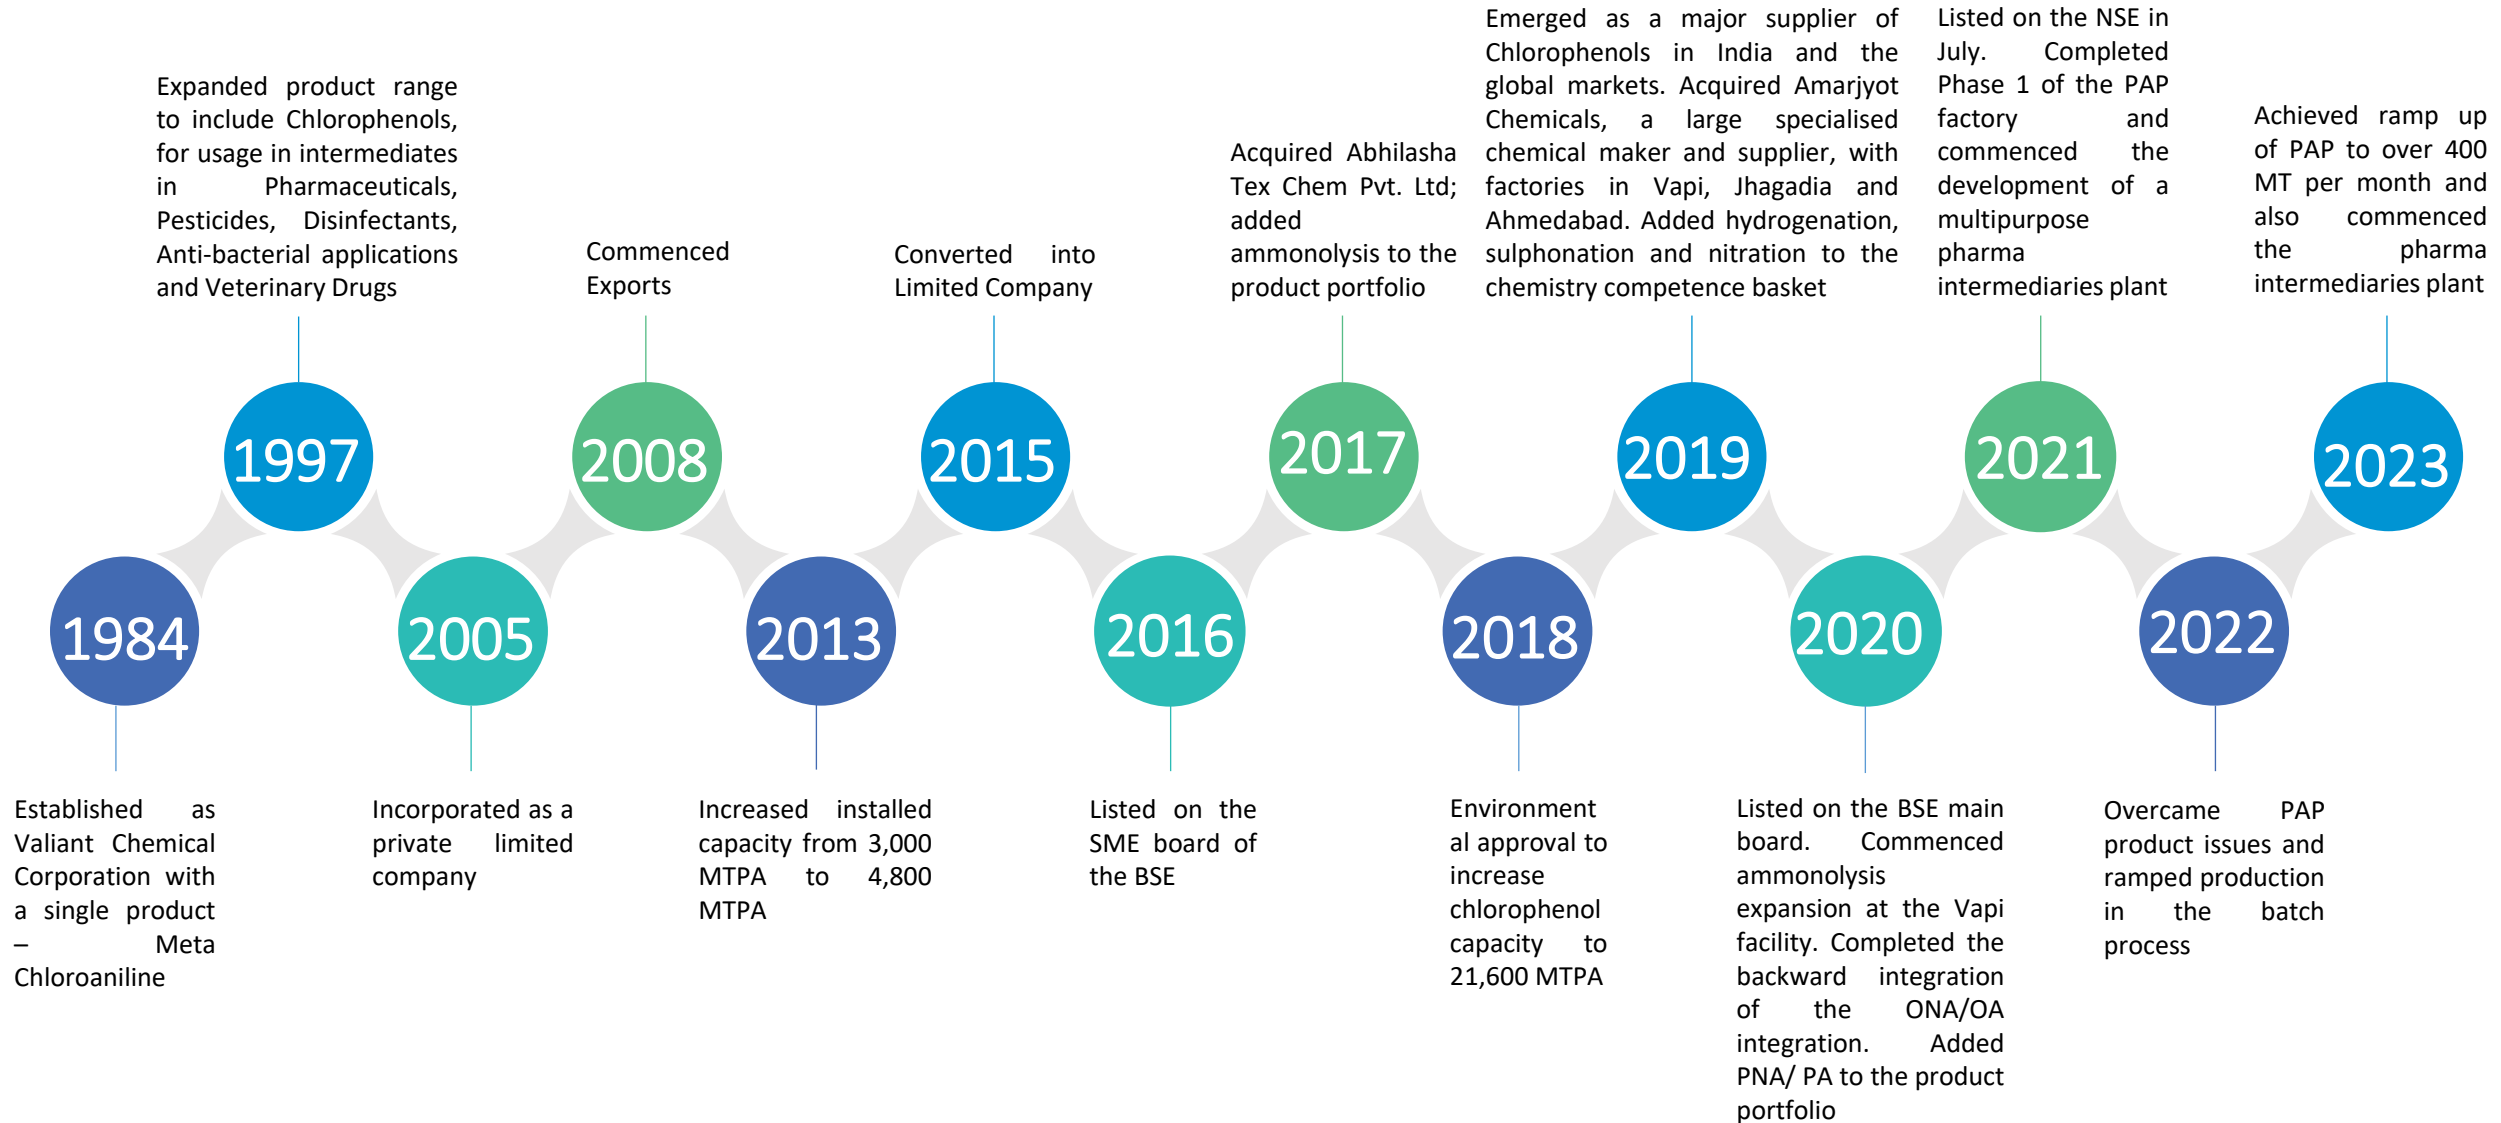 Established as
Valiant Chemical
Corporation with
a single product
– Meta
Chloroaniline
1984
Expanded product range
to include Chlorophenols,
for usage in intermediates
in Pharmaceuticals,
Pesticides, Disinfectants,
Anti-bacterial applications
and Veterinary Drugs
1997
2005
Incorporated as a
private limited
company
Commenced
Exports
2008
2013
Increased installed
capacity from 3,000
MTPA to 4,800
MTPA
Converted into
Limited Company
2015
2016
Listed on the
SME board of
the BSE
Acquired Abhilasha
Tex Chem Pvt. Ltd;
added
ammonolysis to the
product portfolio
2017
2018
Environment
al approval to
increase
chlorophenol
capacity to
21,600 MTPA
Emerged as a major supplier of
Chlorophenols in India and the
global markets. Acquired Amarjyot
Chemicals, a large specialised
chemical maker and supplier, with
factories in Vapi, Jhagadia and
Ahmedabad. Added hydrogenation,
sulphonation and nitration to the
chemistry competence basket
2019
2020
Listed on the BSE main
board. Commenced
ammonolysis
expansion at the Vapi
facility. Completed the
backward integration
of the ONA/OA
integration. Added
PNA/ PA to the product
portfolio
Listed on the NSE in
July. Completed
Phase 1 of the PAP
factory and
commenced the
development of a
multipurpose
pharma
intermediaries plant
2021
2022
Overcame PAP
product issues and
ramped production
in the batch
process
Achieved ramp up
of PAP to over 400
MT per month and
also commenced
the pharma
intermediaries plant
2023